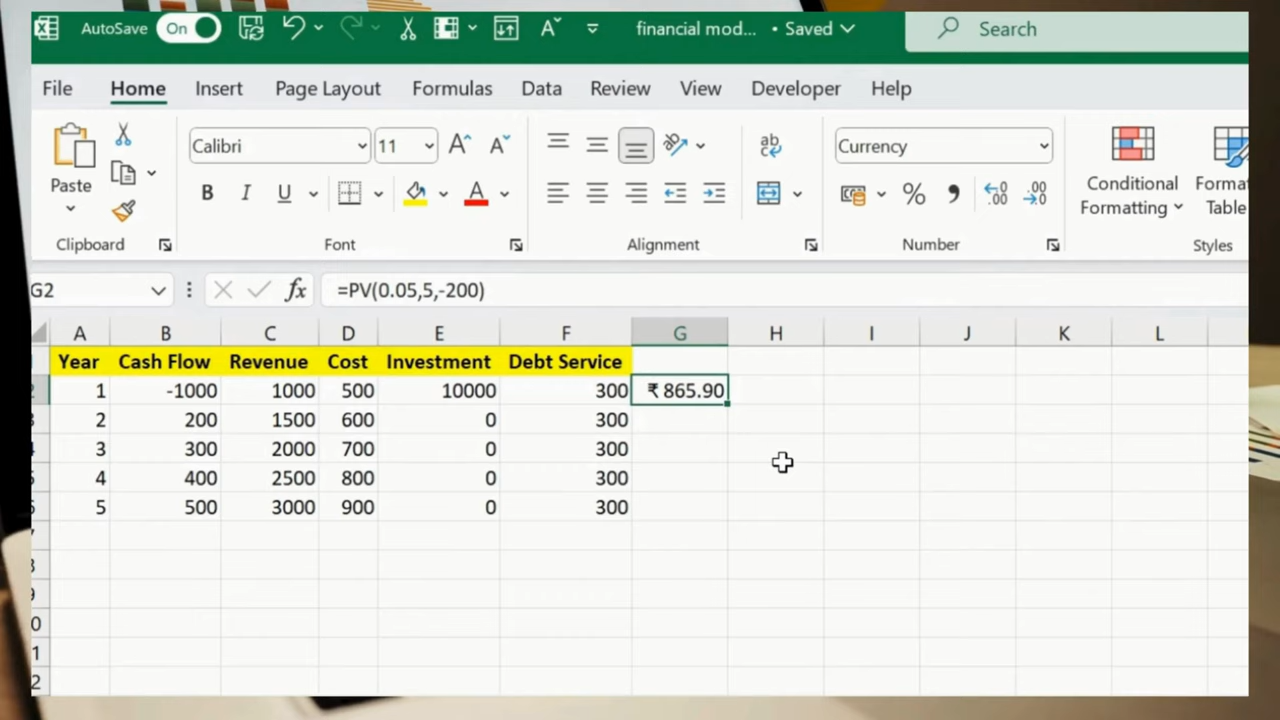 AutoSave On financial mod... • Saved Search
File Home Insert Page Layout Formulas Data Review View Developer Help
Calibri 11 Currency
Paste B I U Conditional Formatting Format Table
Clipboard Font Alignment Number Styles
G2 fx =PV(0.05,5,-200)
A B C D E F G H I J K L
Year Cash Flow Revenue Cost Investment Debt Service
1 -1000 1000 500 10000 300 ₹ 865.90
2 200 1500 600 0 300
3 300 2000 700 0 300
4 400 2500 800 0 300
5 500 3000 900 0 300